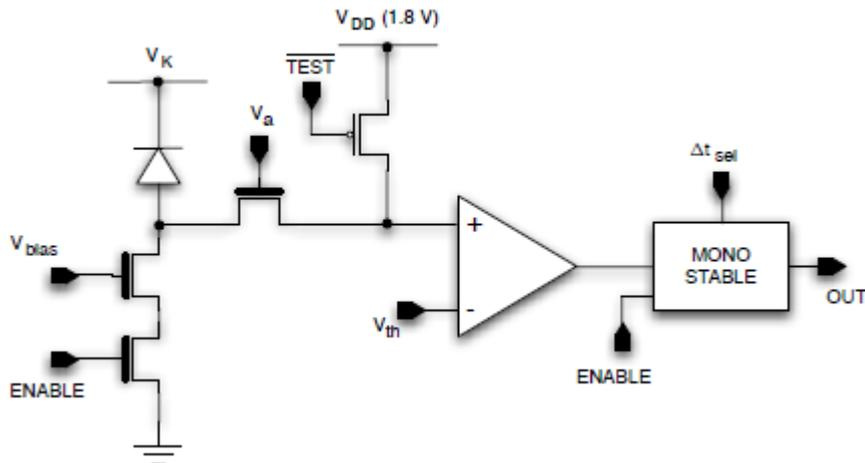 V_DD (1.8 V)
V_K
TEST
V_a
Δt_sel
V_bias
+
MONO
STABLE
-
OUT
V_th
ENABLE
ENABLE